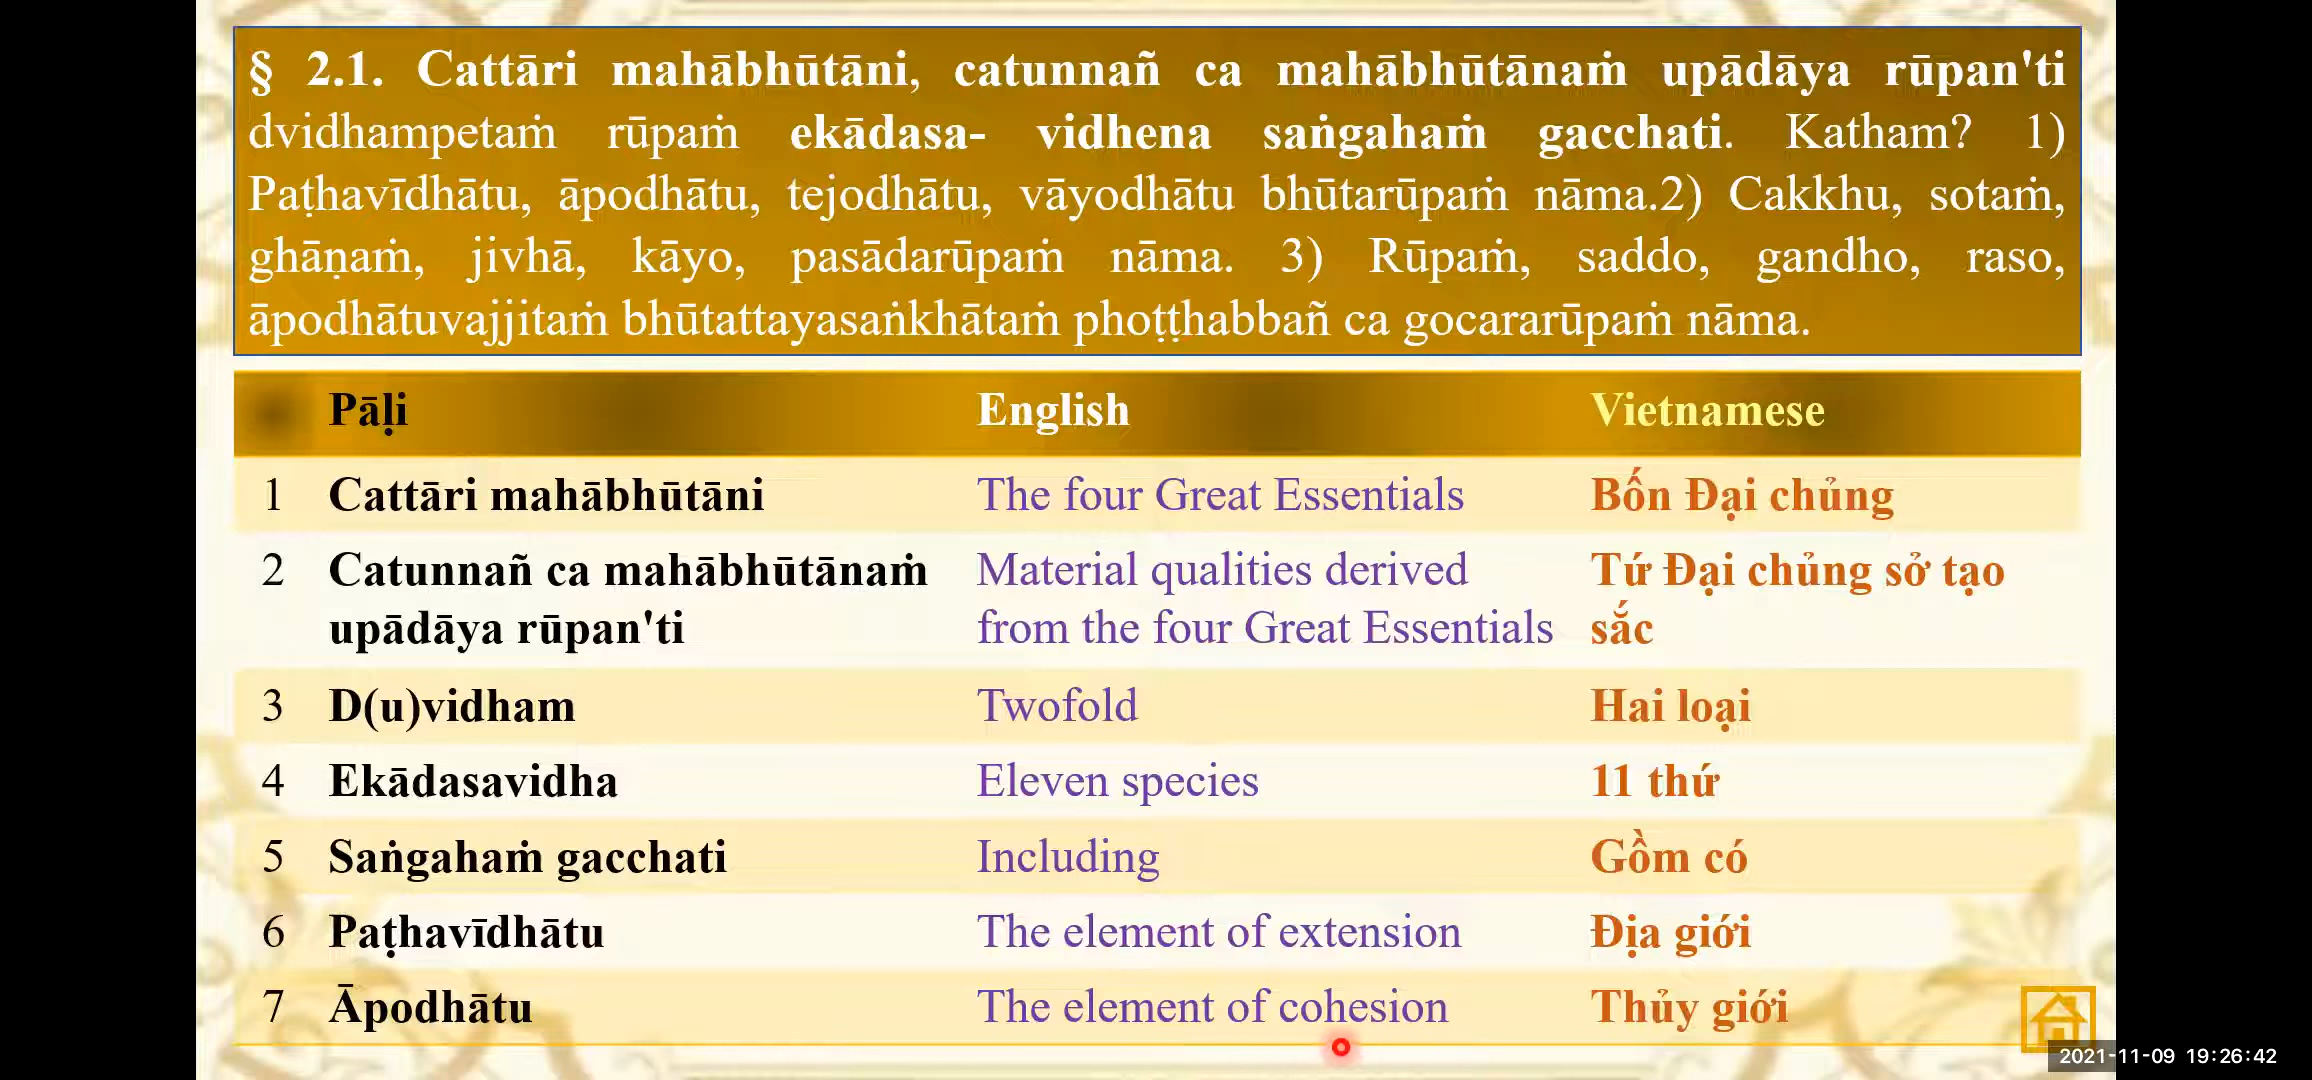 § 2.1. Cattāri mahābhūtāni, catunnañ ca mahābhūtānaṁ upādāya rūpan'ti
dvidhampetaṁ rūpaṁ ekādasa- vidhena saṅgahaṁ gacchati. Katham? 1)
Paṭhavīdhātu, āpodhātu, tejodhātu, vāyodhātu bhūtarūpaṁ nāma.2) Cakkhu, sotaṁ,
ghāṇaṁ, jivhā, kāyo, pasādarūpaṁ nāma. 3) Rūpaṁ, saddo, gandho, raso,
āpodhātuvajjitaṁ bhūtattayasaṅkhātaṁ phoṭṭhabbañ ca gocararūpaṁ nāma.
Pāḷi English Vietnamese
1 Cattāri mahābhūtāni The four Great Essentials Bốn Đại chủng
2 Catunnañ ca mahābhūtānaṁ Material qualities derived Tứ Đại chủng sở tạo
upādāya rūpan'ti from the four Great Essentials sắc
3 D(u)vidham Twofold Hai loại
4 Ekādasavidha Eleven species 11 thứ
5 Saṅgahaṁ gacchati Including Gồm có
6 Paṭhavīdhātu The element of extension Địa giới
7 Āpodhātu The element of cohesion Thủy giới
2021-11-09 19:26:42